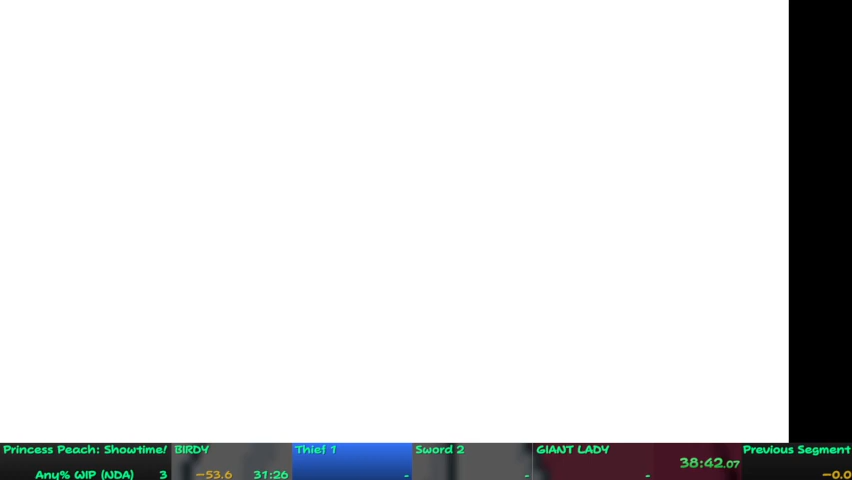 Princess Peach: Showtime! BIRDY Thief 1 Sword 2 GIANT LADY Previous Segment
Any% WIP (NDA) 3 -53.6 31:26 - - - 38:42.07 -0.0